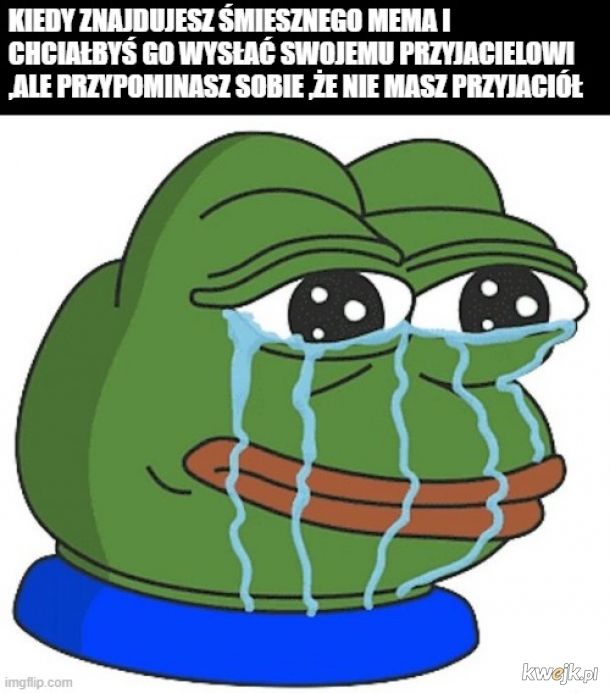 KIEDY ZNAJDUJESZ ŚMIESZNEGO MEMA I
CHCIAŁBYŚ GO WYSŁAĆ SWOJEMU PRZYJACIELOWI
,ALE PRZYPOMINASZ SOBIE ,ŻE NIE MASZ PRZYJACIÓŁ
imgflip.com
kwejk.pl